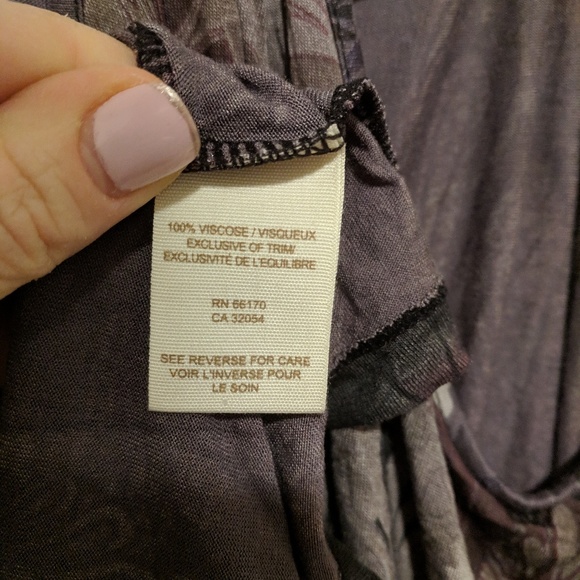 100% VISCOSE / VISQUEUX
EXCLUSIVE OF TRIM/
EXCLUSIVITÉ DE L'EQUILIBRE
RN 66170
CA 32054
SEE REVERSE FOR CARE
VOIR L'INVERSE POUR
LE SOIN